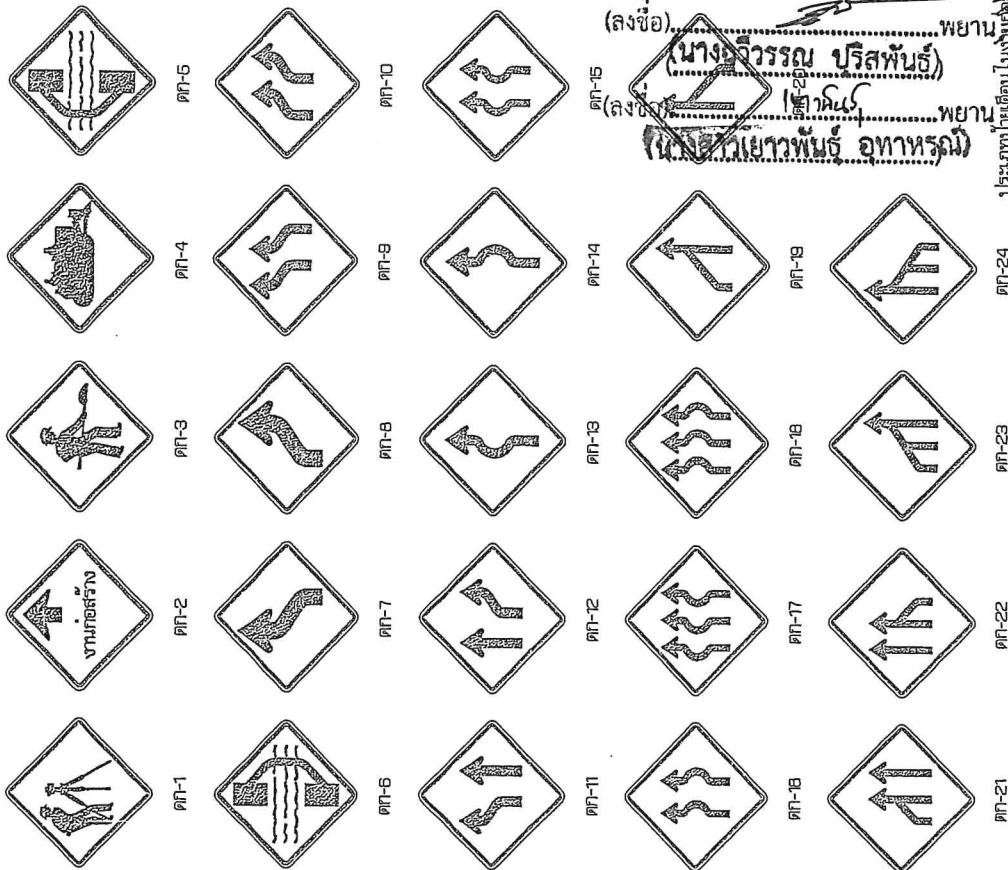 (ลงชื่อ)..............................พยาน
(นางฉวีวรรณ ปุริสพันธ์)
(ลงชื่อ)..............................พยาน
(นางสาวเยาวพันธ์ อุทาหรณ์)
งานก่อสร้าง
ตก-1
ตก-2
ตก-3
ตก-4
ตก-5
ตก-6
ตก-7
ตก-8
ตก-9
ตก-10
ตก-11
ตก-12
ตก-13
ตก-14
ตก-15
ตก-16
ตก-17
ตก-18
ตก-19
ตก-20
ตก-21
ตก-22
ตก-23
ตก-24